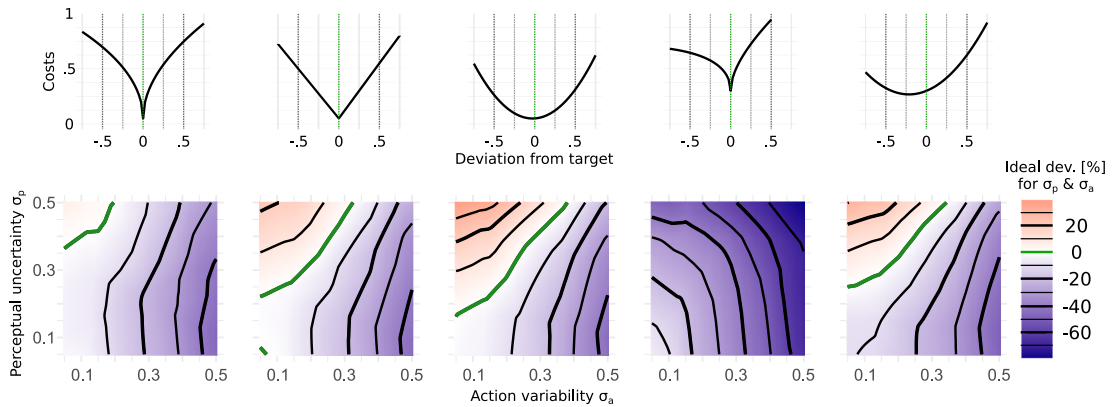 1
.5
0
Costs
-.5 0 .5
-.5 0 .5
-.5 0 .5
-.5 0 .5
-.5 0 .5
Deviation from target
Ideal dev. [%]
for σp & σa
20
0
-20
-40
-60
Perceptual uncertainty σp
0.5
0.3
0.1
0.1 0.3 0.5
0.1 0.3 0.5
0.1 0.3 0.5
0.1 0.3 0.5
0.1 0.3 0.5
Action variability σa